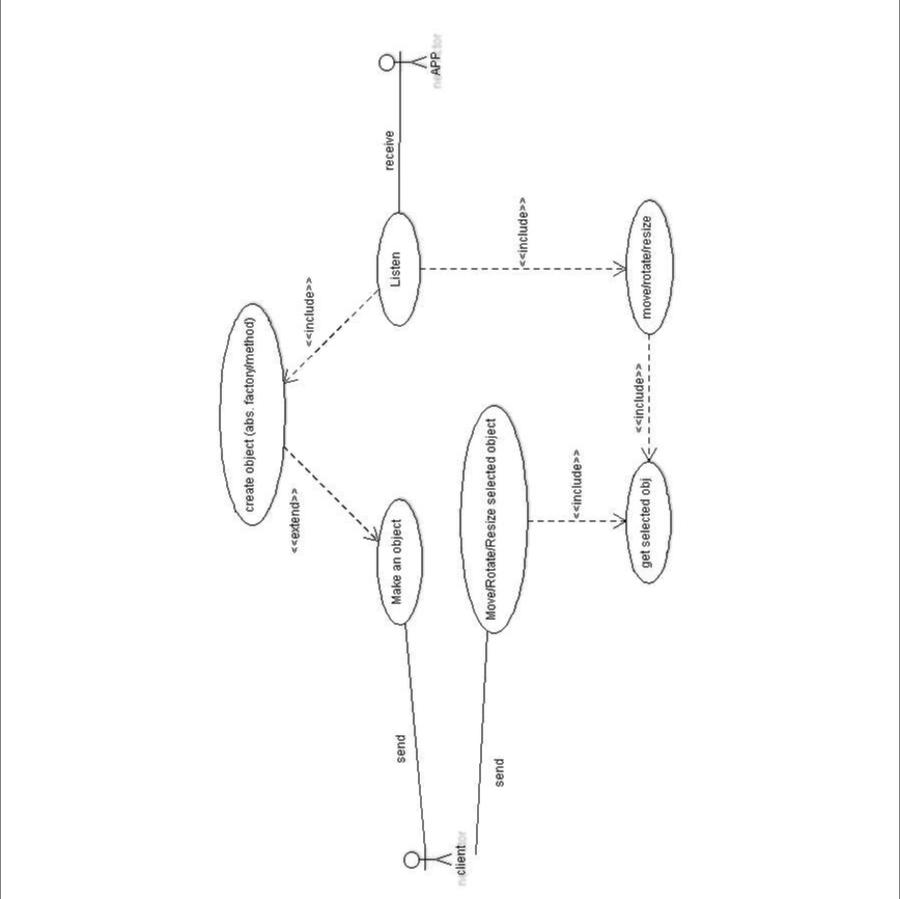 create object (abs. factory/method)
<<extend>>
<<include>>
send
Make an object
Listen
receive
APP
client
send
Move/Rotate/Resize selected object
<<include>>
<<include>>
get selected obj
<<include>>
move/rotate/resize